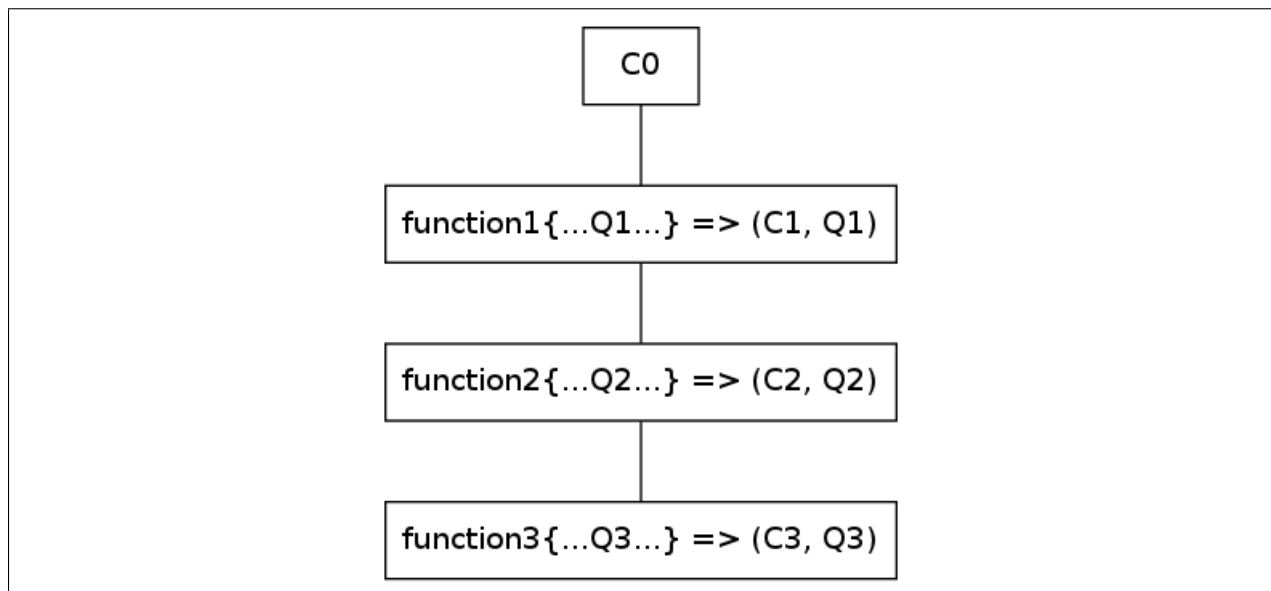 C0
function1{...Q1...} => (C1, Q1)
function2{...Q2...} => (C2, Q2)
function3{...Q3...} => (C3, Q3)